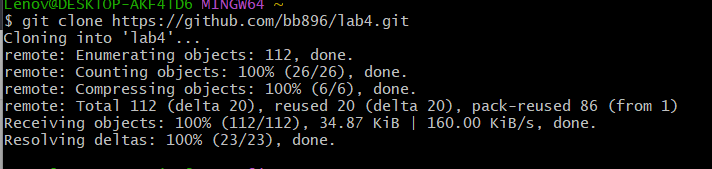 Lenov@DESKTOP-AKF4TD6 MINGW64 ~
$ git clone https://github.com/bb896/lab4.git
Cloning into 'lab4'...
remote: Enumerating objects: 112, done.
remote: Counting objects: 100% (26/26), done.
remote: Compressing objects: 100% (6/6), done.
remote: Total 112 (delta 20), reused 20 (delta 20), pack-reused 86 (from 1)
Receiving objects: 100% (112/112), 34.87 KiB | 160.00 KiB/s, done.
Resolving deltas: 100% (23/23), done.